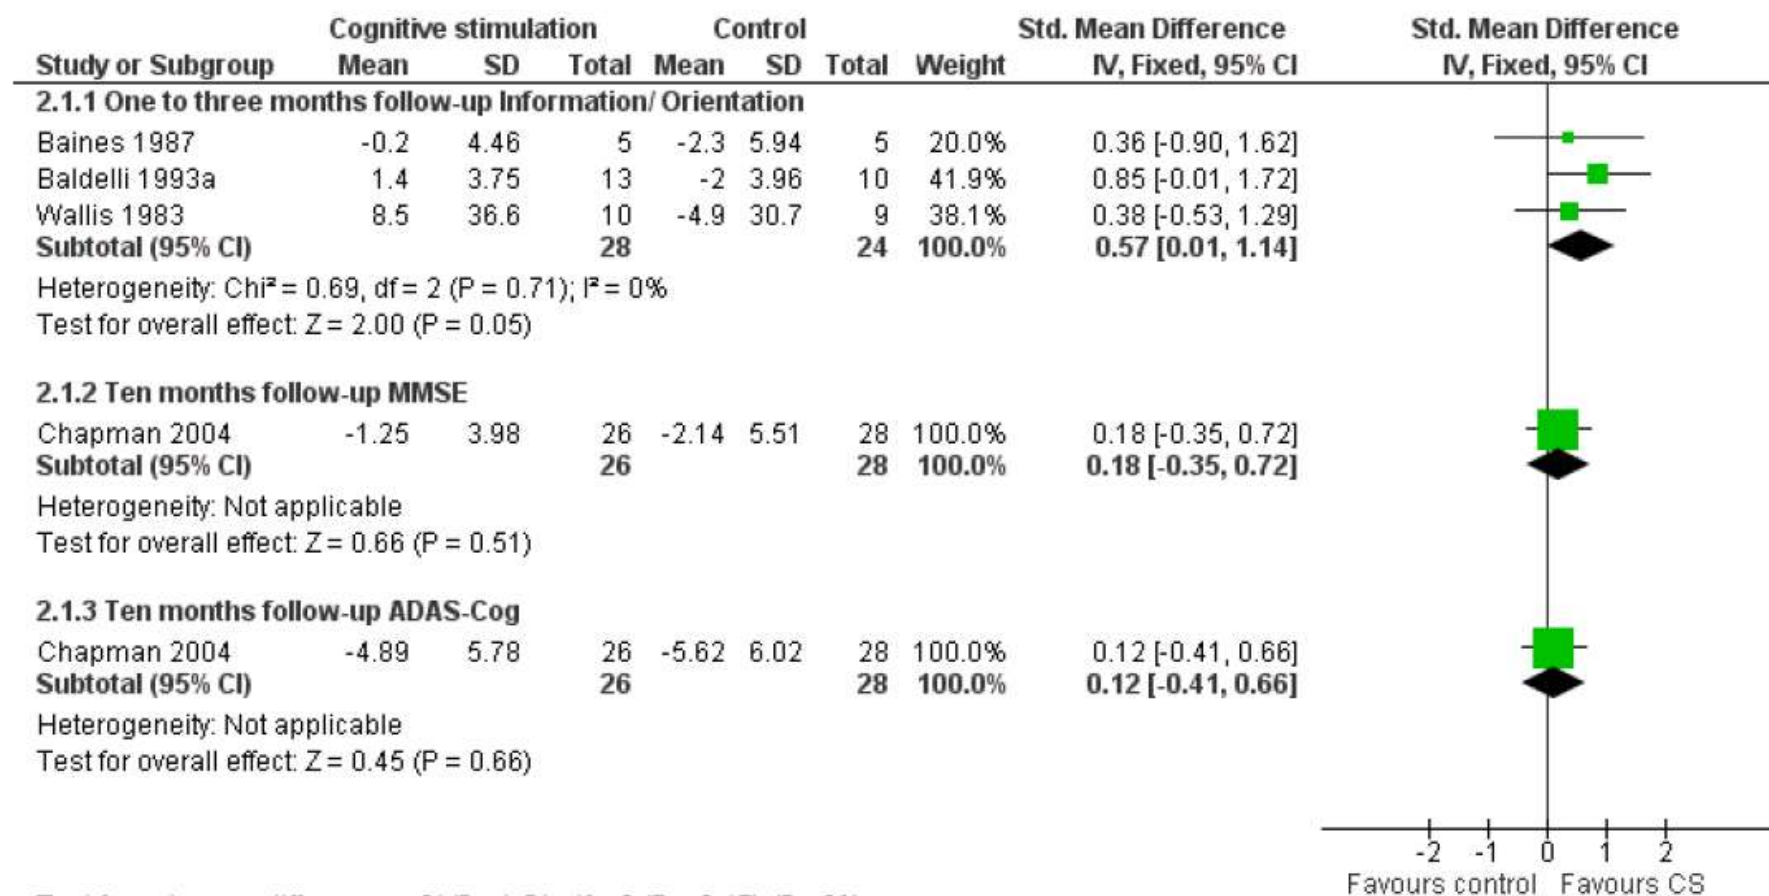 Cognitive stimulation Control Std. Mean Difference Std. Mean Difference
Study or Subgroup Mean SD Total Mean SD Total Weight IV, Fixed, 95% CI IV, Fixed, 95% CI
2.1.1 One to three months follow-up Information/ Orientation
Baines 1987 -0.2 4.46 5 -2.3 5.94 5 20.0% 0.36 [-0.90, 1.62]
Baldelli 1993a 1.4 3.75 13 -2 3.96 10 41.9% 0.85 [-0.01, 1.72]
Wallis 1983 8.5 36.6 10 -4.9 30.7 9 38.1% 0.38 [-0.53, 1.29]
Subtotal (95% CI) 28 24 100.0% 0.57 [0.01, 1.14]
Heterogeneity: Chi² = 0.69, df = 2 (P = 0.71); I² = 0%
Test for overall effect: Z = 2.00 (P = 0.05)
2.1.2 Ten months follow-up MMSE
Chapman 2004 -1.25 3.98 26 -2.14 5.51 28 100.0% 0.18 [-0.35, 0.72]
Subtotal (95% CI) 26 28 100.0% 0.18 [-0.35, 0.72]
Heterogeneity: Not applicable
Test for overall effect: Z = 0.66 (P = 0.51)
2.1.3 Ten months follow-up ADAS-Cog
Chapman 2004 -4.89 5.78 26 -5.62 6.02 28 100.0% 0.12 [-0.41, 0.66]
Subtotal (95% CI) 26 28 100.0% 0.12 [-0.41, 0.66]
Heterogeneity: Not applicable
Test for overall effect: Z = 0.45 (P = 0.66)
-2 -1 0 1 2
Favours control Favours CS